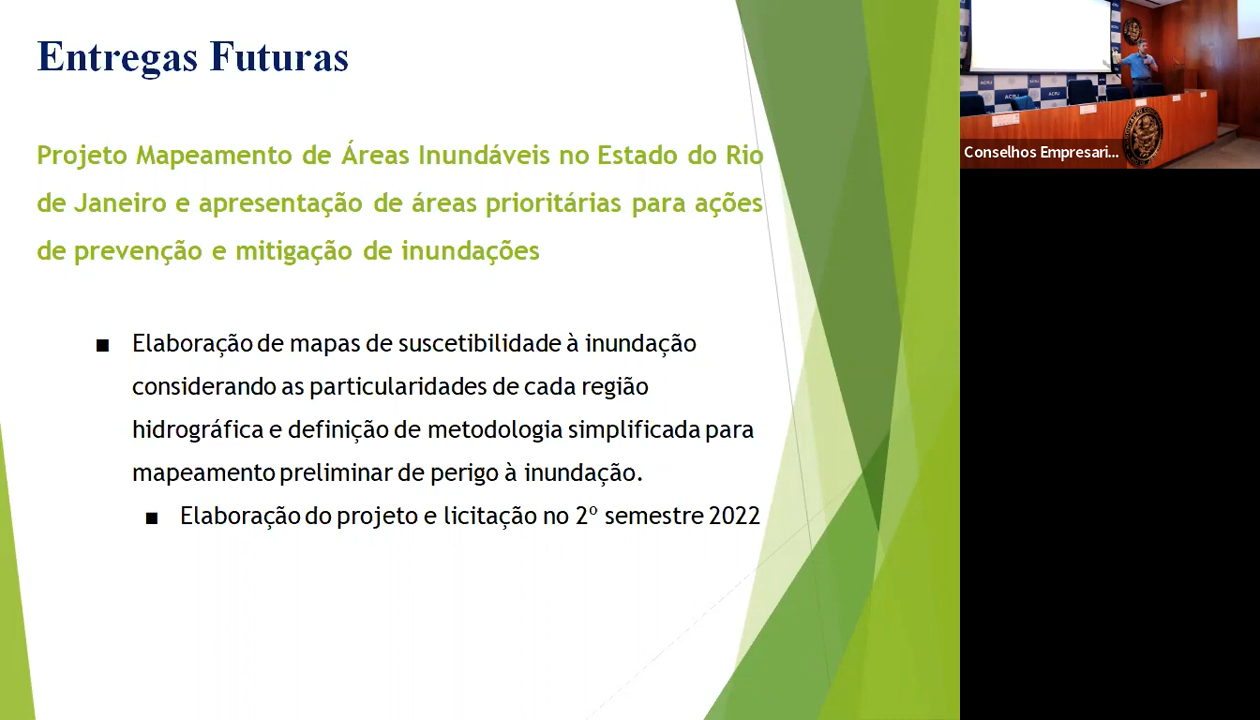 Entregas Futuras
Projeto Mapeamento de Áreas Inundáveis no Estado do Rio
de Janeiro e apresentação de áreas prioritárias para ações
de prevenção e mitigação de inundações
■ Elaboração de mapas de suscetibilidade à inundação
considerando as particularidades de cada região
hidrográfica e definição de metodologia simplificada para
mapeamento preliminar de perigo à inundação.
■ Elaboração do projeto e licitação no 2º semestre 2022
ACRJ
ACRJ
Conselhos Empresari...